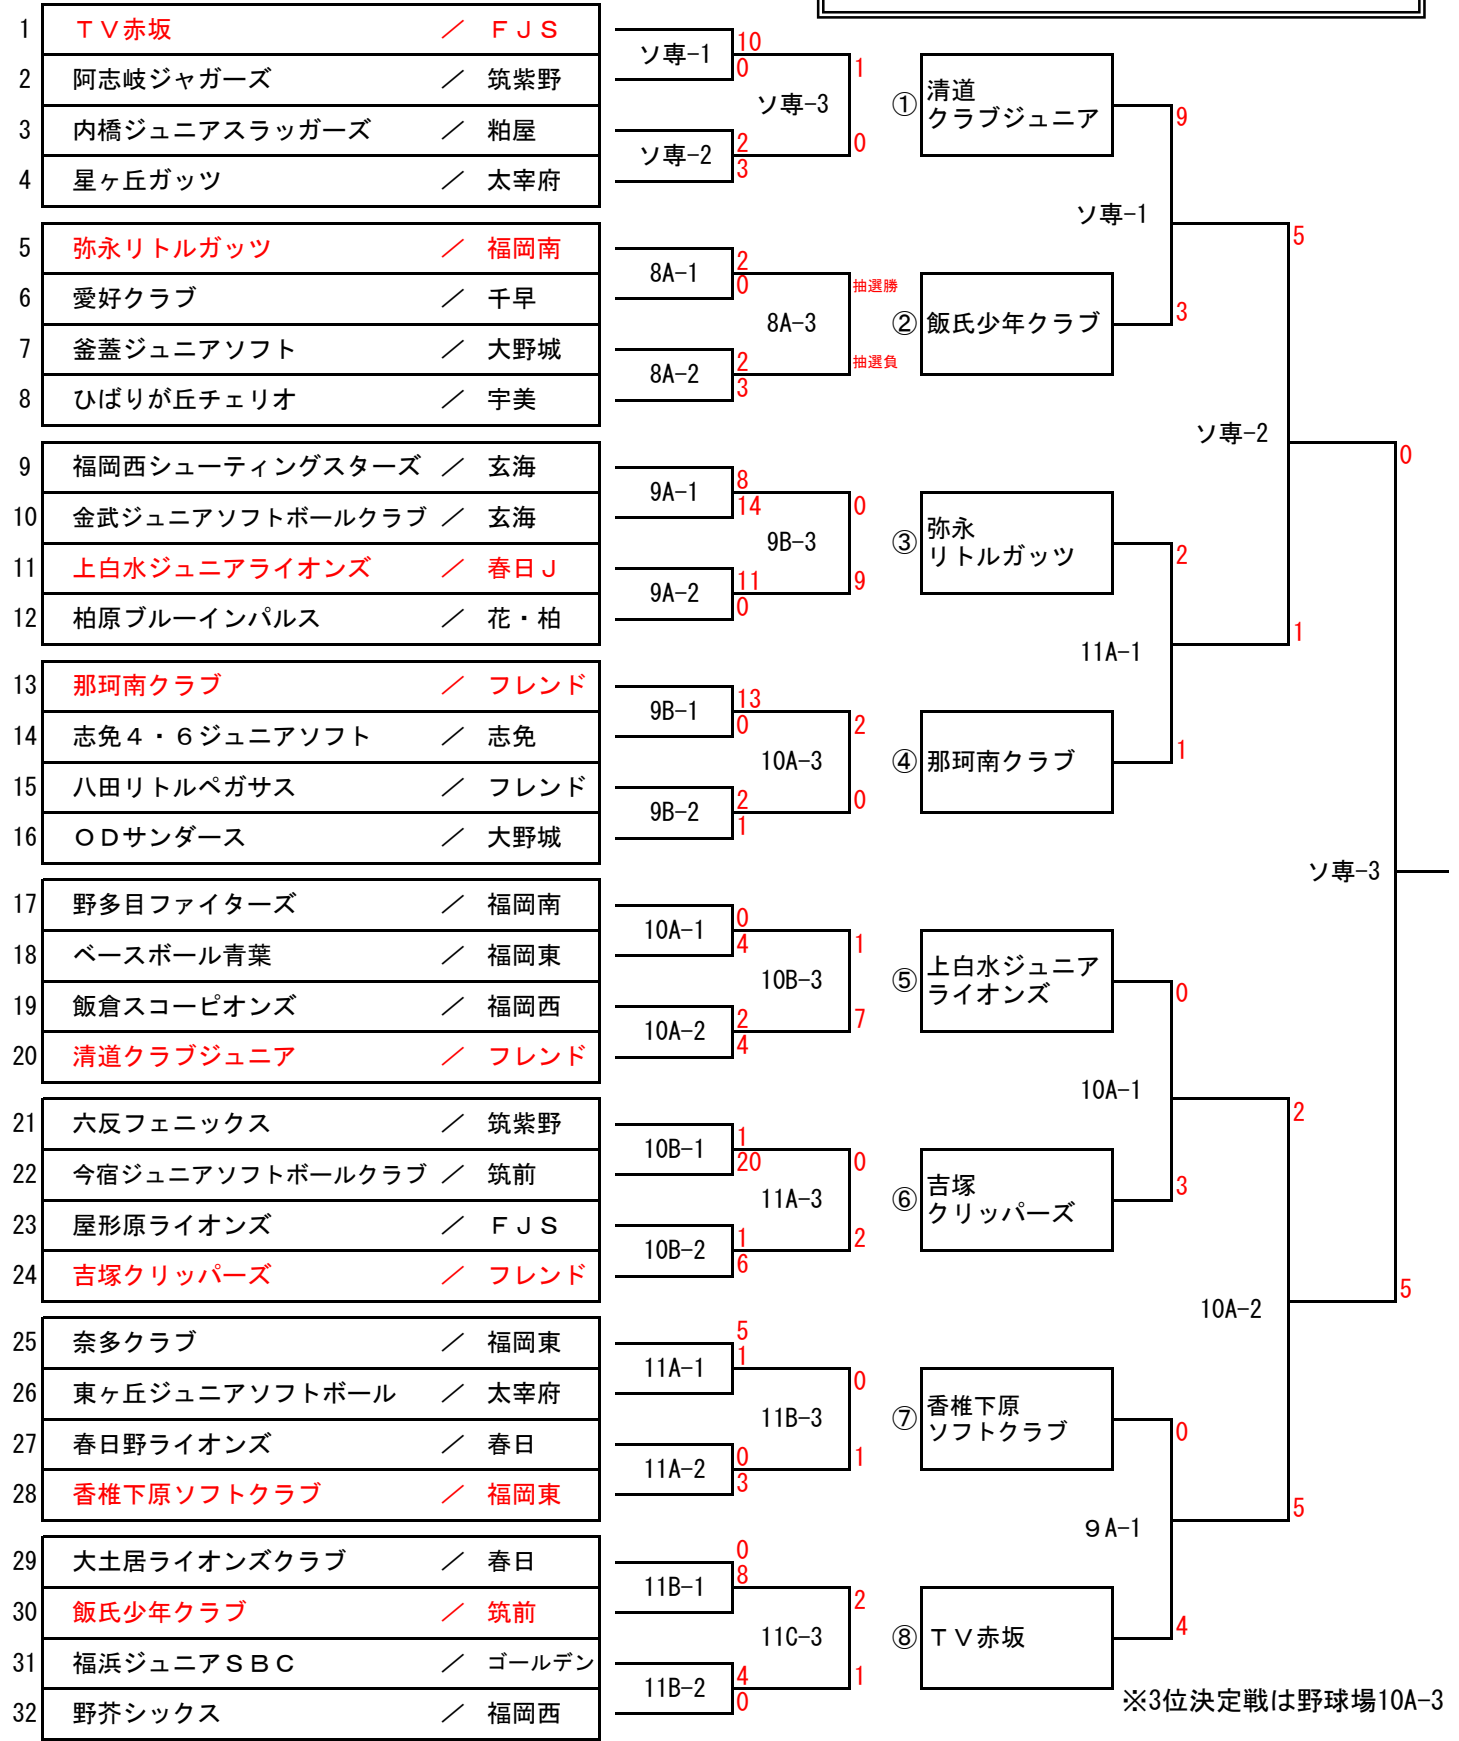 1 ＴＶ赤坂 ／ ＦＪＳ
2 阿志岐ジャガーズ ／ 筑紫野
3 内橋ジュニアスラッガーズ ／ 粕屋
4 星ヶ丘ガッツ ／ 太宰府
ソ専-1 10 0
ソ専-2 2 3
ソ専-3 1 0
5 弥永リトルガッツ ／ 福岡南
6 愛好クラブ ／ 千早
7 釜蓋ジュニアソフト ／ 大野城
8 ひばりが丘チェリオ ／ 宇美
8A-1 2 0
8A-2 2 3
8A-3 抽選勝 抽選負
9 福岡西シューティングスターズ ／ 玄海
10 金武ジュニアソフトボールクラブ ／ 玄海
11 上白水ジュニアライオンズ ／ 春日Ｊ
12 柏原ブルーインパルス ／ 花・柏
9A-1 8 14
9A-2 11 0
9B-3 0 9
13 那珂南クラブ ／ フレンド
14 志免４・６ジュニアソフト ／ 志免
15 八田リトルペガサス ／ フレンド
16 ＯＤサンダース ／ 大野城
9B-1 13 0
9B-2 2 1
10A-3 2 0
17 野多目ファイターズ ／ 福岡南
18 ベースボール青葉 ／ 福岡東
19 飯倉スコーピオンズ ／ 福岡西
20 清道クラブジュニア ／ フレンド
10A-1 0 4
10A-2 2 4
10B-3 1 7
21 六反フェニックス ／ 筑紫野
22 今宿ジュニアソフトボールクラブ ／ 筑前
23 屋形原ライオンズ ／ ＦＪＳ
24 吉塚クリッパーズ ／ フレンド
10B-1 1 20
10B-2 1 6
11A-3 0 2
25 奈多クラブ ／ 福岡東
26 東ヶ丘ジュニアソフトボール ／ 太宰府
27 春日野ライオンズ ／ 春日
28 香椎下原ソフトクラブ ／ 福岡東
11A-1 5 1
11A-2 0 3
11B-3 0 1
29 大土居ライオンズクラブ ／ 春日
30 飯氏少年クラブ ／ 筑前
31 福浜ジュニアＳＢＣ ／ ゴールデン
32 野芥シックス ／ 福岡西
11B-1 0 8
11B-2 4 0
11C-3 2 1
① 清道
クラブジュニア 9
ソ専-1
② 飯氏少年クラブ 3
5
ソ専-2
1
③ 弥永
リトルガッツ 2
11A-1
④ 那珂南クラブ 1
0
ソ専-3
5
⑤ 上白水ジュニア
ライオンズ 0
10A-1
⑥ 吉塚
クリッパーズ 3
2
10A-2
5
⑦ 香椎下原
ソフトクラブ 0
９A-1
⑧ ＴＶ赤坂 4
※3位決定戦は野球場10A-3